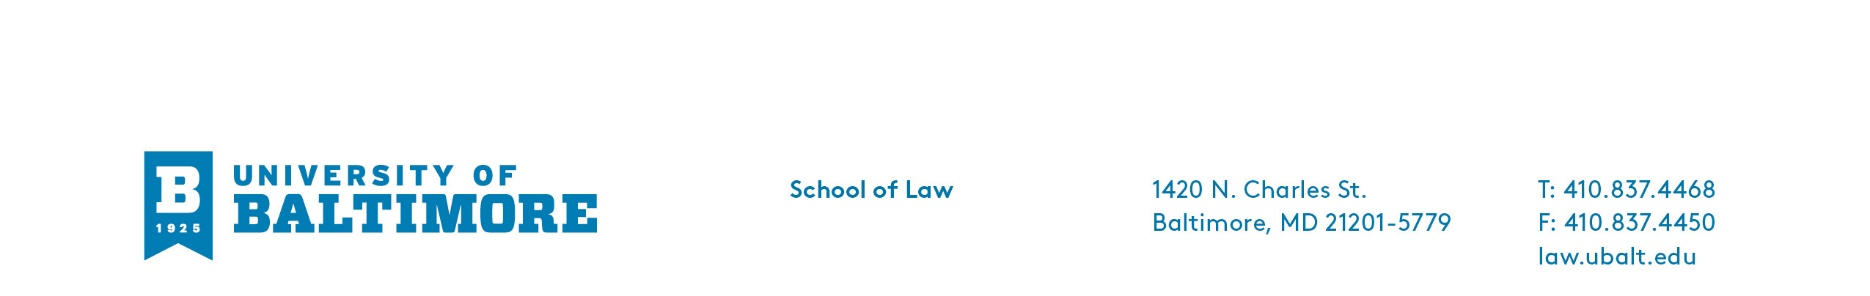 B
1925
UNIVERSITY OF
BALTIMORE
School of Law
1420 N. Charles St.
Baltimore, MD 21201-5779
T: 410.837.4468
F: 410.837.4450
law.ubalt.edu